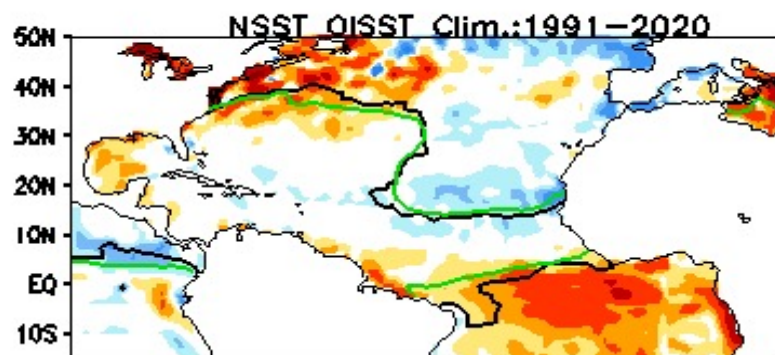 NSST OISST Clim.:1991-2020
50N
40N
30N
20N
10N
EQ
10S